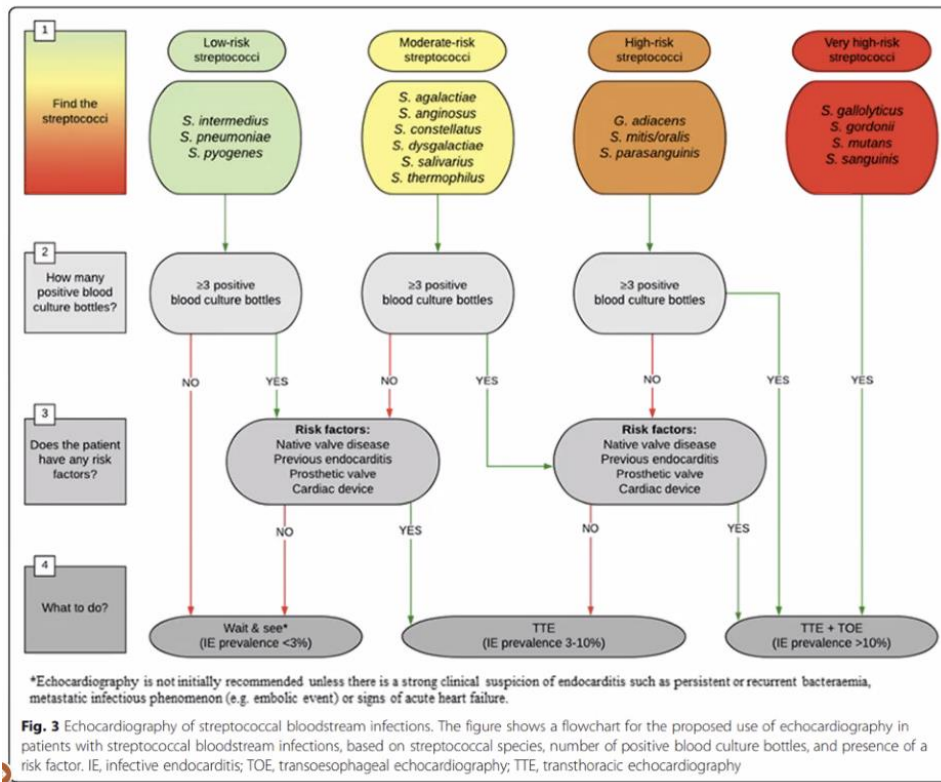 1
Find the
streptococci
Low-risk
streptococci
Moderate-risk
streptococci
High-risk
streptococci
Very high-risk
streptococci
S. intermedius
S. pneumoniae
S. pyogenes
S. agalactiae
S. anginosus
S. constellatus
S. dysgalactiae
S. salivarius
S. thermophilus
G. adiacens
S. mitis/oralis
S. parasanguinis
S. gallolyticus
S. gordonii
S. mutans
S. sanguinis
2
How many
positive blood
culture bottles?
≥3 positive
blood culture bottles
≥3 positive
blood culture bottles
≥3 positive
blood culture bottles
NO
YES
NO
YES
NO
YES
YES
3
Does the patient
have any risk
factors?
Risk factors:
Native valve disease
Previous endocarditis
Prosthetic valve
Cardiac device
Risk factors:
Native valve disease
Previous endocarditis
Prosthetic valve
Cardiac device
NO
YES
NO
YES
4
What to do?
Wait & see*
(IE prevalence <3%)
TTE
(IE prevalence 3-10%)
TTE + TOE
(IE prevalence >10%)
*Echocardiography is not initially recommended unless there is a strong clinical suspicion of endocarditis such as persistent or recurrent bacteraemia,
metastatic infectious phenomenon (e.g. embolic event) or signs of acute heart failure.
Fig. 3 Echocardiography of streptococcal bloodstream infections. The figure shows a flowchart for the proposed use of echocardiography in
patients with streptococcal bloodstream infections, based on streptococcal species, number of positive blood culture bottles, and presence of a
risk factor. IE, infective endocarditis; TOE, transoesophageal echocardiography; TTE, transthoracic echocardiography